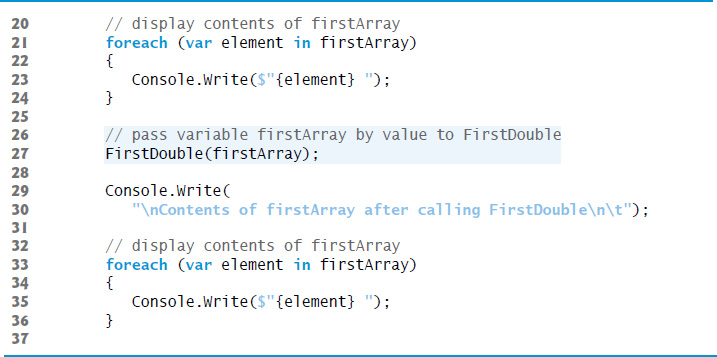 20 // display contents of firstArray
21 foreach (var element in firstArray)
22 {
23 Console.Write($"{element} ");
24 }
25
26 // pass variable firstArray by value to FirstDouble
27 FirstDouble(firstArray);
28
29 Console.Write(
30 "\nContents of firstArray after calling FirstDouble\n\t");
31
32 // display contents of firstArray
33 foreach (var element in firstArray)
34 {
35 Console.Write($"{element} ");
36 }
37